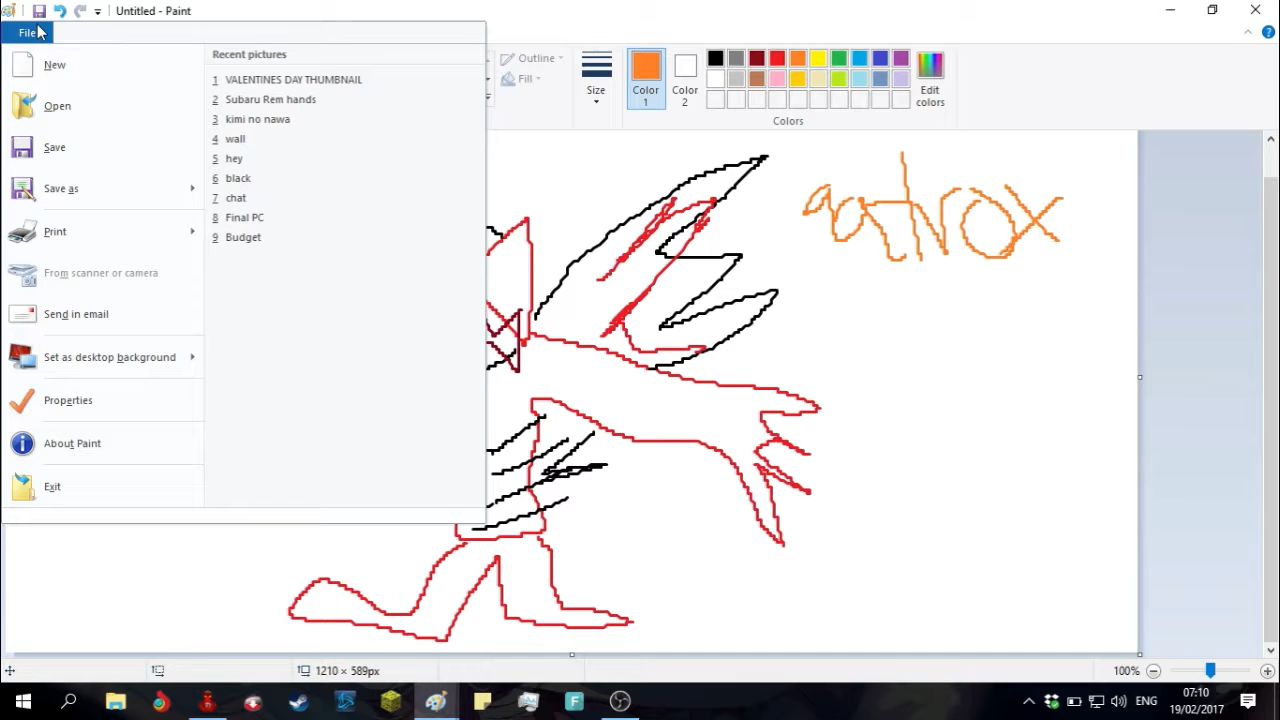 Untitled - Paint
File
New
Open
Save
Save as
Print
From scanner or camera
Send in email
Set as desktop background
Properties
About Paint
Exit
Recent pictures
1 VALENTINES DAY THUMBNAIL
2 Subaru Rem hands
3 kimi no nawa
4 wall
5 hey
6 black
7 chat
8 Final PC
9 Budget
Outline
Fill
Size
Color 1
Color 2
Edit colors
Colors
aatrox
1210 × 589px
100%
ENG
07:10
19/02/2017